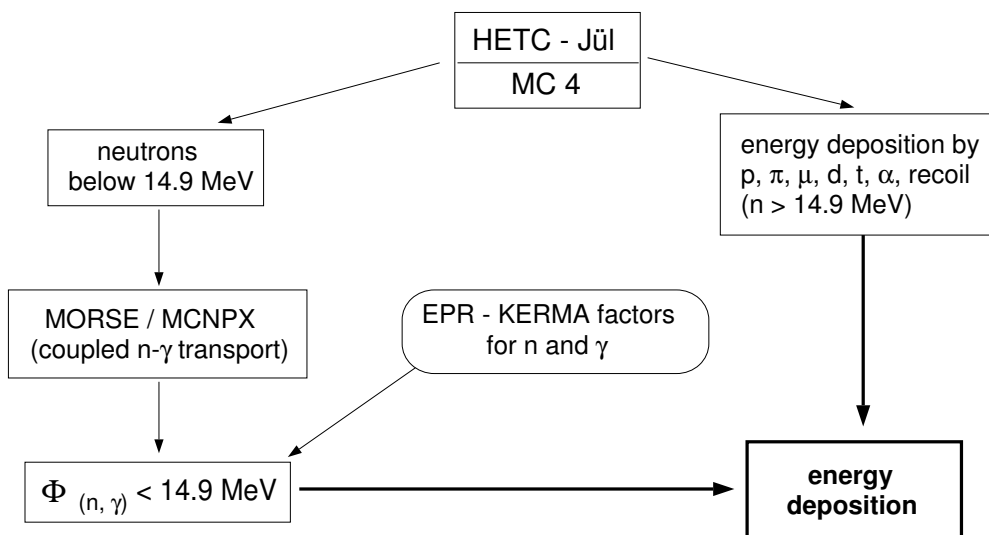 HETC - Jül
MC 4
neutrons
below 14.9 MeV
energy deposition by
p, π, μ, d, t, α, recoil
(n > 14.9 MeV)
MORSE / MCNPX
(coupled n-γ transport)
EPR - KERMA factors
for n and γ
Φ (n, γ) < 14.9 MeV
energy
deposition